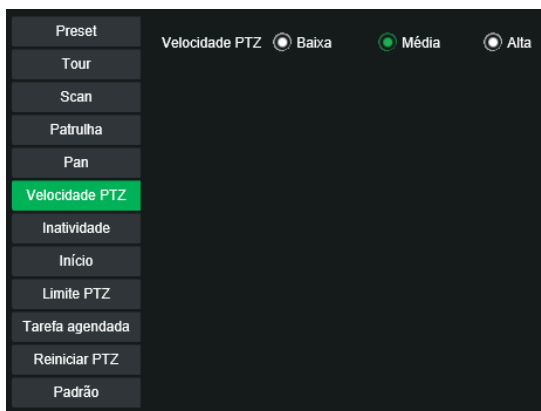 Preset
Tour
Scan
Patrulha
Pan
Velocidade PTZ
Inatividade
Início
Limite PTZ
Tarefa agendada
Reiniciar PTZ
Padrão
Velocidade PTZ Baixa Média Alta